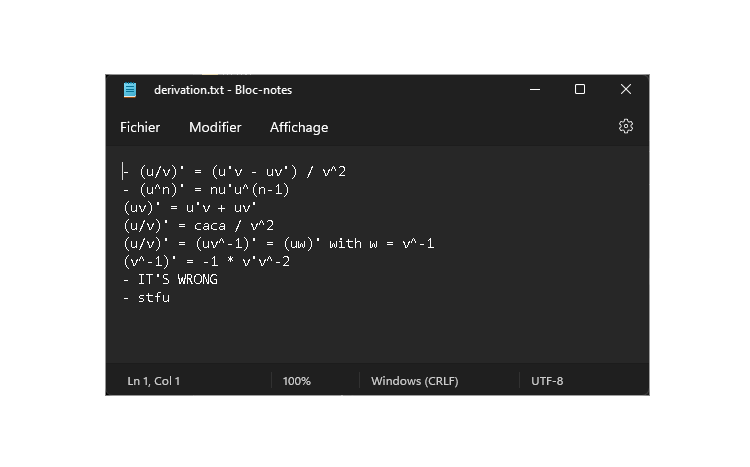 derivation.txt - Bloc-notes
Fichier Modifier Affichage
- (u/v)' = (u'v - uv') / v^2
- (u^n)' = nu'u^(n-1)
(uv)' = u'v + uv'
(u/v)' = caca / v^2
(u/v)' = (uv^-1)' = (uw)' with w = v^-1
(v^-1)' = -1 * v'v^-2
- IT'S WRONG
- stfu
Ln 1, Col 1 100% Windows (CRLF) UTF-8